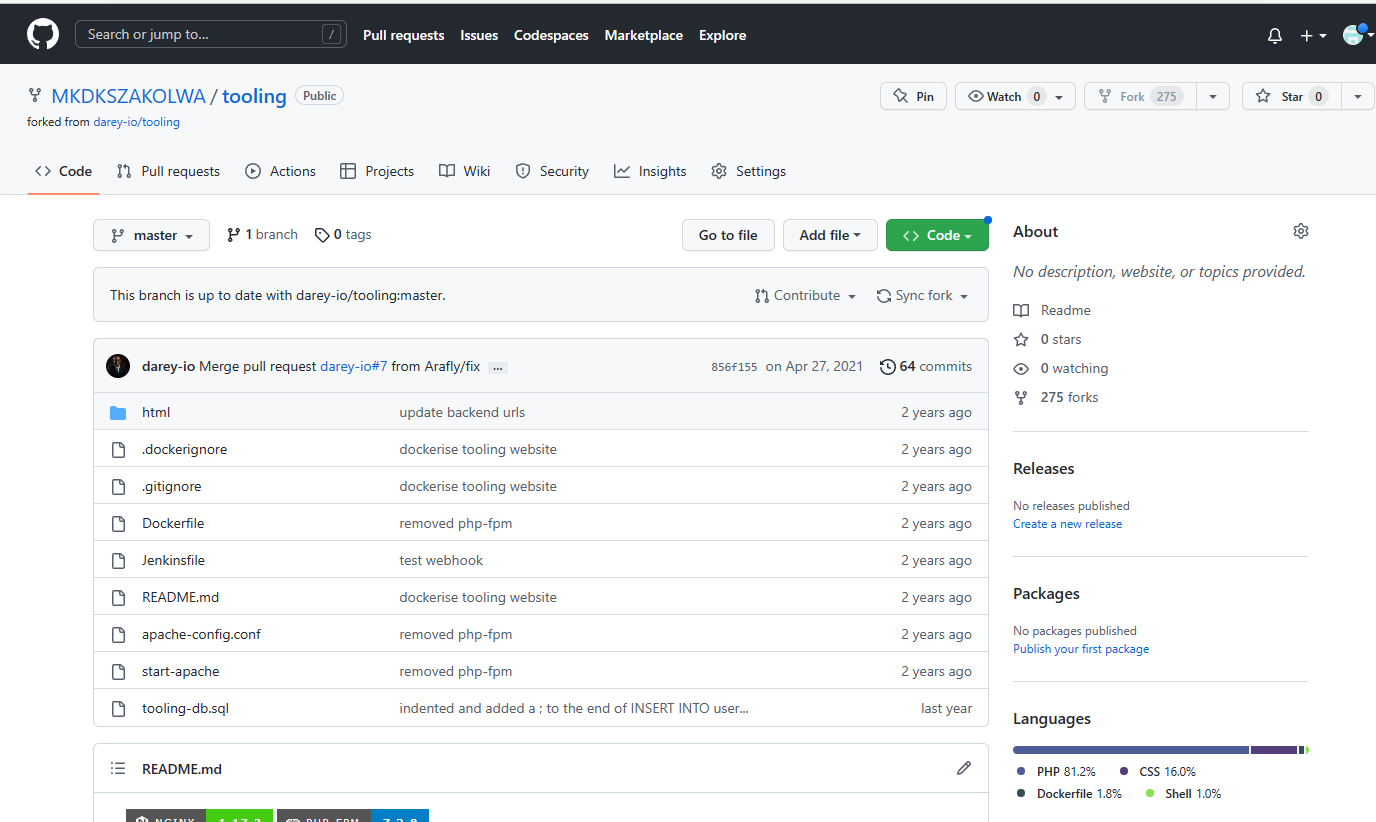 Search or jump to... /
Pull requests Issues Codespaces Marketplace Explore
MKDKSZAKOLWA / tooling Public
Pin Watch 0 Fork 275 Star 0
forked from darey-io/tooling
Code Pull requests Actions Projects Wiki Security Insights Settings
master 1 branch 0 tags Go to file Add file Code
This branch is up to date with darey-io/tooling:master. Contribute Sync fork
darey-io Merge pull request darey-io#7 from Arafly/fix ... 856f155 on Apr 27, 2021 64 commits
html update backend urls 2 years ago
.dockerignore dockerise tooling website 2 years ago
.gitignore dockerise tooling website 2 years ago
Dockerfile removed php-fpm 2 years ago
Jenkinsfile test webhook 2 years ago
README.md dockerise tooling website 2 years ago
apache-config.conf removed php-fpm 2 years ago
start-apache removed php-fpm 2 years ago
tooling-db.sql indented and added a ; to the end of INSERT INTO user... last year
README.md
NGINX 1.17.2 PHP-FPM 7.3.8
About
No description, website, or topics provided.
Readme
0 stars
0 watching
275 forks
Releases
No releases published
Create a new release
Packages
No packages published
Publish your first package
Languages
PHP 81.2% CSS 16.0%
Dockerfile 1.8% Shell 1.0%